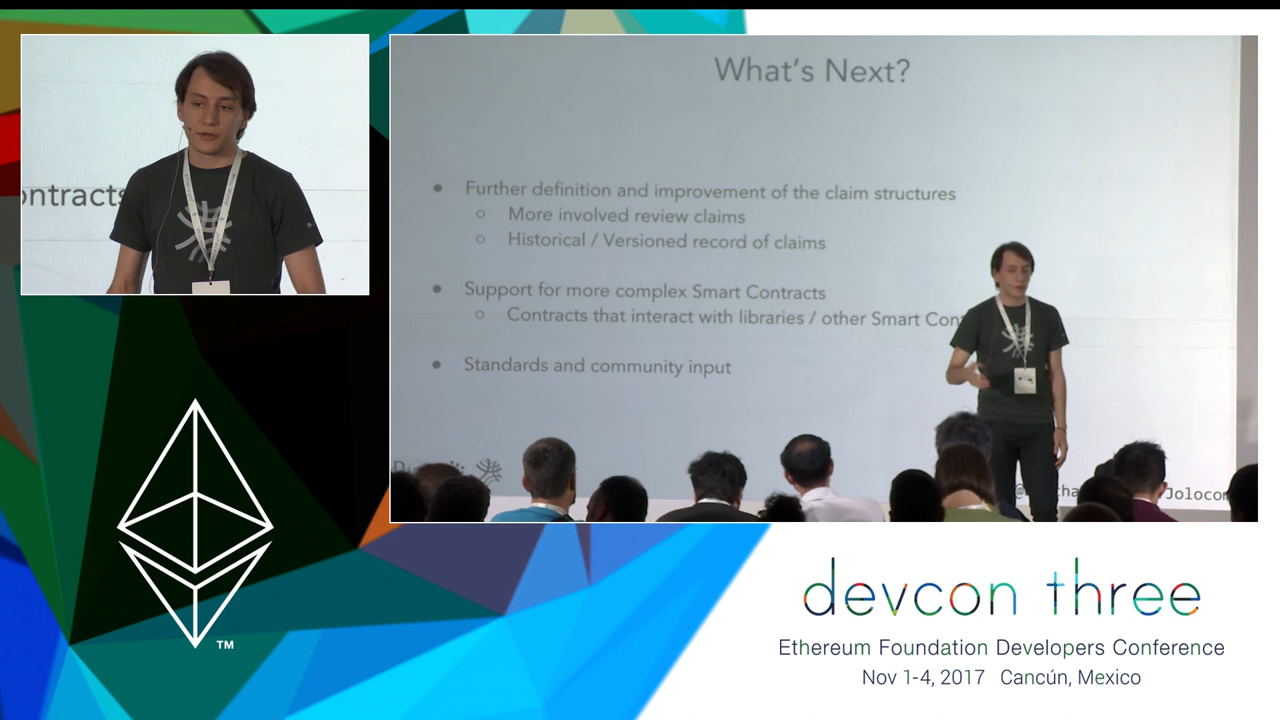 ontracts
What's Next?
Further definition and improvement of the claim structures
More involved review claims
Historical / Versioned record of claims
Support for more complex Smart Contracts
Contracts that interact with libraries / other Smart Con
Standards and community input
Jolocom
TM
devcon three
Ethereum Foundation Developers Conference
Nov 1-4, 2017 Cancún, Mexico